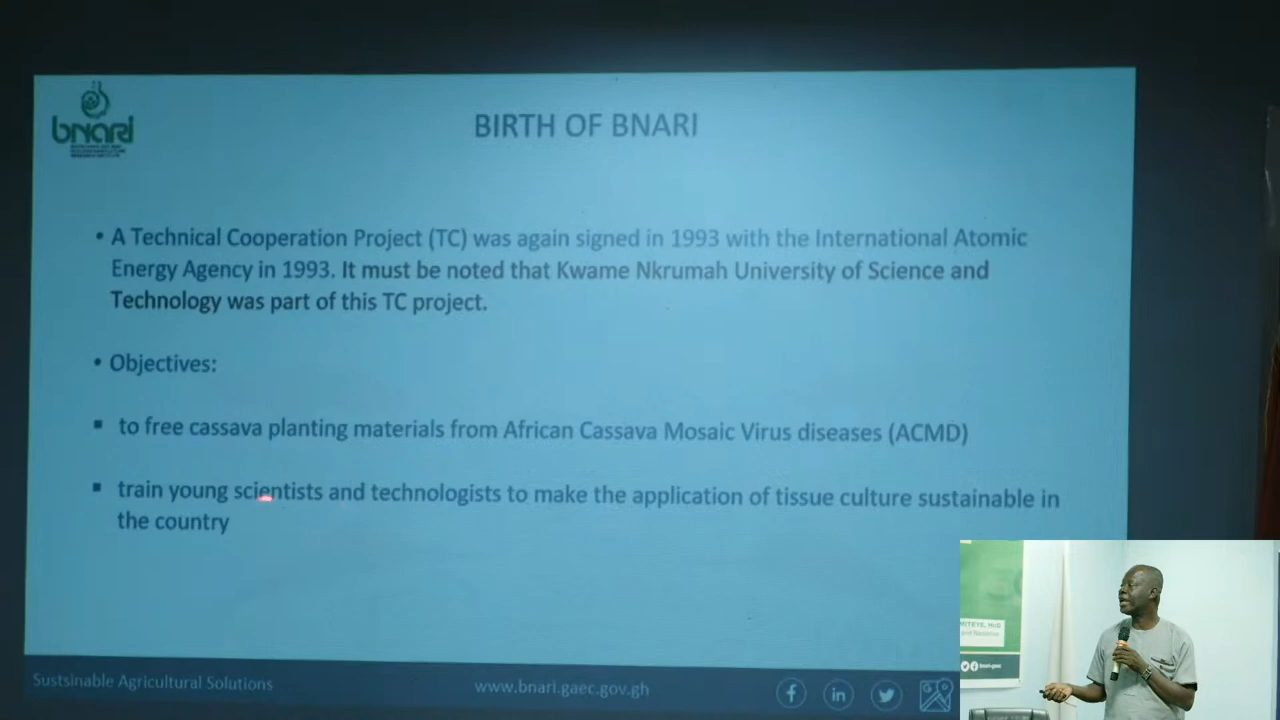 bnari
BIRTH OF BNARI
• A Technical Cooperation Project (TC) was again signed in 1993 with the International Atomic
Energy Agency in 1993. It must be noted that Kwame Nkrumah University of Science and
Technology was part of this TC project.
• Objectives:
▪ to free cassava planting materials from African Cassava Mosaic Virus diseases (ACMD)
▪ train young scientists and technologists to make the application of tissue culture sustainable in
the country
Sustsinable Agricultural Solutions
www.bnari.gaec.gov.gh
bnari-gaec